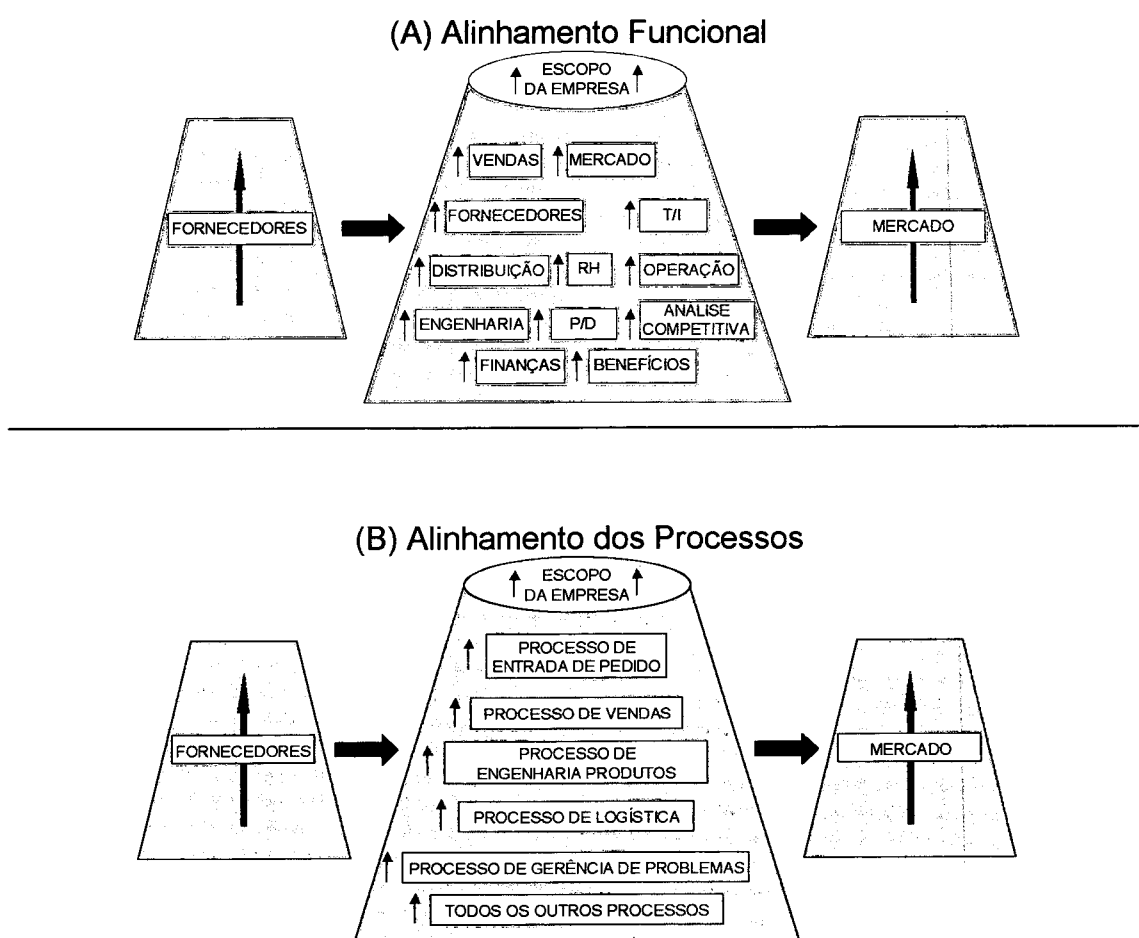 (A) Alinhamento Funcional
ESCOPO
DA EMPRESA
VENDAS
MERCADO
FORNECEDORES
FORNECEDORES
T/I
MERCADO
DISTRIBUIÇÃO
RH
OPERAÇÃO
ENGENHARIA
P/D
ANÁLISE
COMPETITIVA
FINANÇAS
BENEFÍCIOS
(B) Alinhamento dos Processos
ESCOPO
DA EMPRESA
PROCESSO DE
ENTRADA DE PEDIDO
PROCESSO DE VENDAS
FORNECEDORES
PROCESSO DE
ENGENHARIA PRODUTOS
MERCADO
PROCESSO DE LOGÍSTICA
PROCESSO DE GERÊNCIA DE PROBLEMAS
TODOS OS OUTROS PROCESSOS